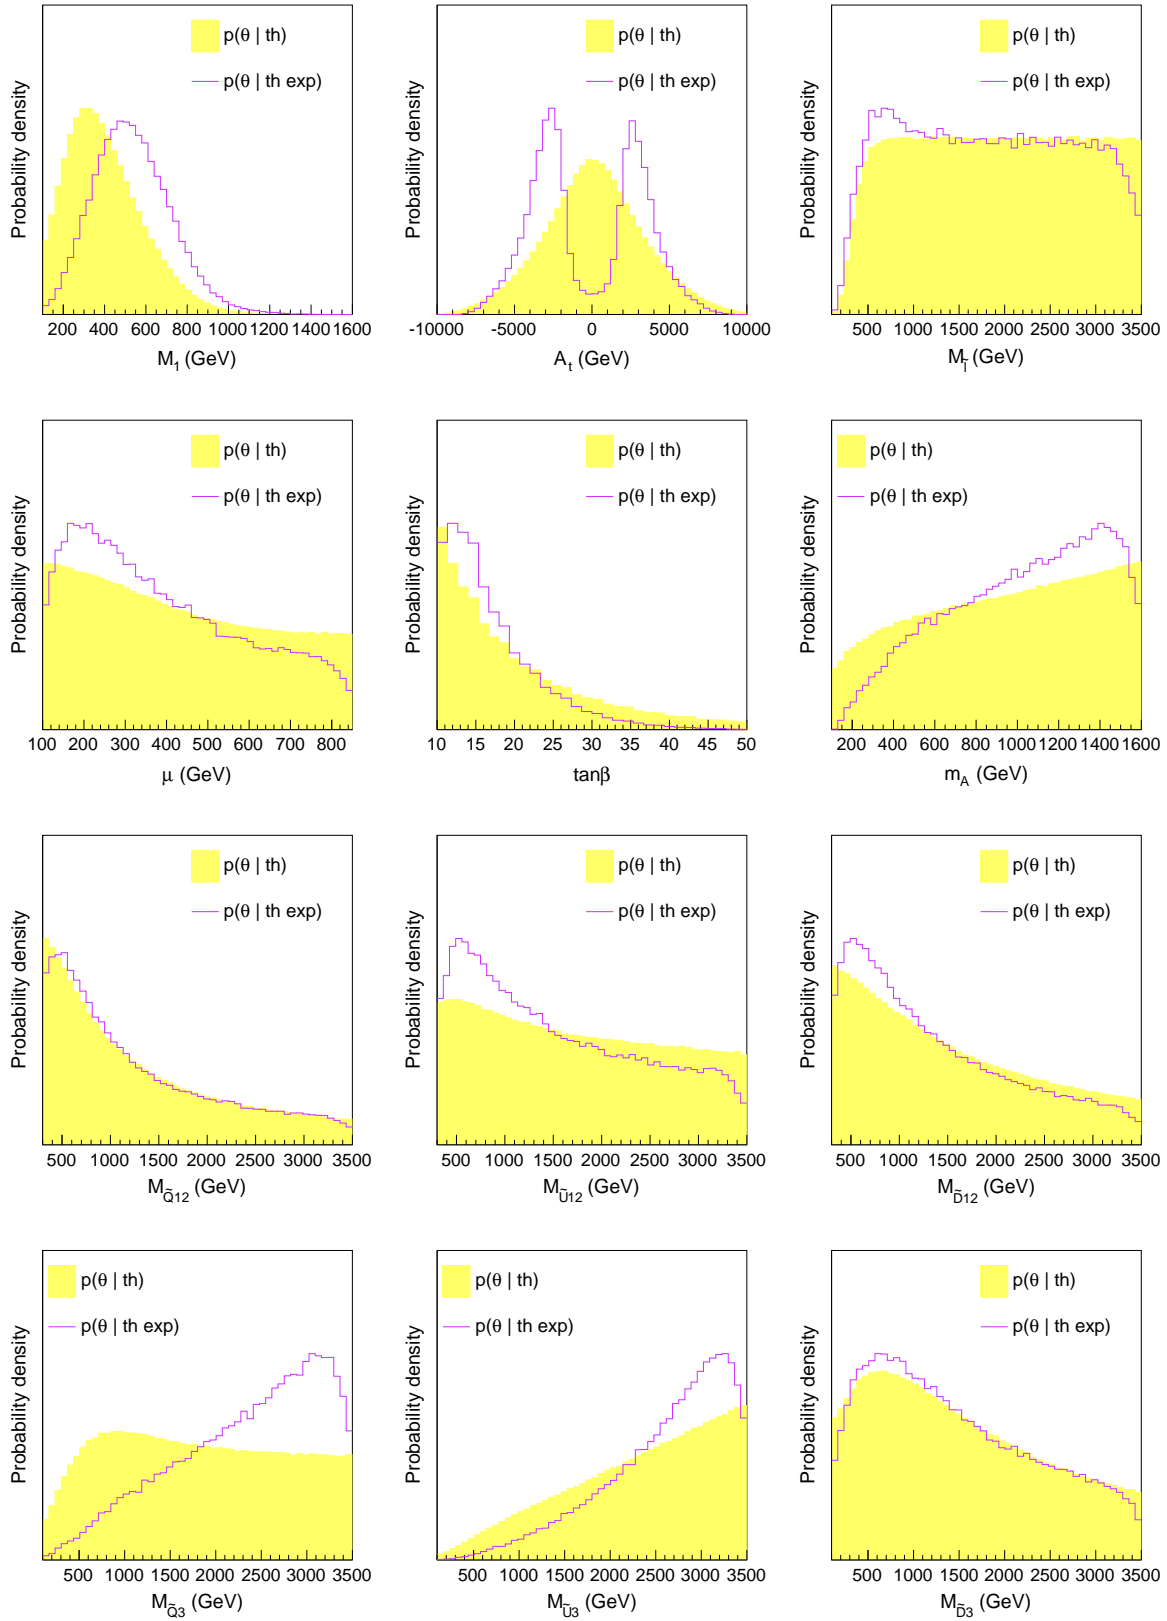 p(θ | th)
p(θ | th exp)
Probability density
200 400 600 800 1000 1200 1400 1600
M1 (GeV)
p(θ | th)
p(θ | th exp)
Probability density
-10000 -5000 0 5000 10000
At (GeV)
p(θ | th)
p(θ | th exp)
Probability density
500 1000 1500 2000 2500 3000 3500
Ml̃ (GeV)
p(θ | th)
p(θ | th exp)
Probability density
100 200 300 400 500 600 700 800
μ (GeV)
p(θ | th)
p(θ | th exp)
Probability density
10 15 20 25 30 35 40 45 50
tanβ
p(θ | th)
p(θ | th exp)
Probability density
200 400 600 800 1000 1200 1400 1600
mA (GeV)
p(θ | th)
p(θ | th exp)
Probability density
500 1000 1500 2000 2500 3000 3500
MQ̃12 (GeV)
p(θ | th)
p(θ | th exp)
Probability density
500 1000 1500 2000 2500 3000 3500
MŨ12 (GeV)
p(θ | th)
p(θ | th exp)
Probability density
500 1000 1500 2000 2500 3000 3500
MD̃12 (GeV)
p(θ | th)
p(θ | th exp)
Probability density
500 1000 1500 2000 2500 3000 3500
MQ̃3 (GeV)
p(θ | th)
p(θ | th exp)
Probability density
500 1000 1500 2000 2500 3000 3500
MŨ3 (GeV)
p(θ | th)
p(θ | th exp)
Probability density
500 1000 1500 2000 2500 3000 3500
MD̃3 (GeV)